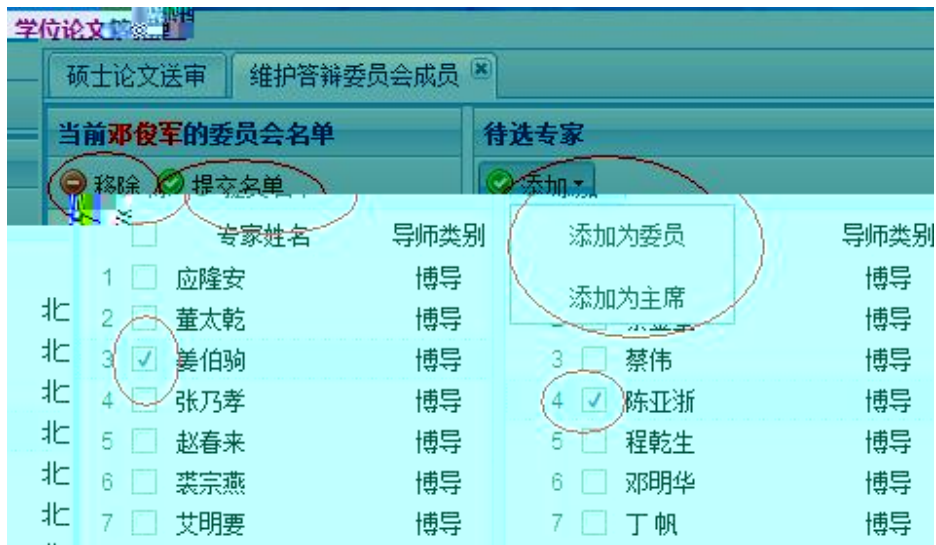 学位论文
硕士论文送审 维护答辩委员会成员
当前邓俊军的委员会名单 待选专家
移除 提交名单 添加
专家姓名 导师类别 添加为委员 导师类别
1 应隆安 博导 博导
添加为主席
北 2 董太乾 博导 博导
北 3 姜伯驹 博导 3 蔡伟 博导
北 4 张乃孝 博导 4 陈亚浙 博导
北 5 赵春来 博导 5 程乾生 博导
北 6 裘宗燕 博导 6 邓明华 博导
北 7 艾明要 博导 7 丁帆 博导